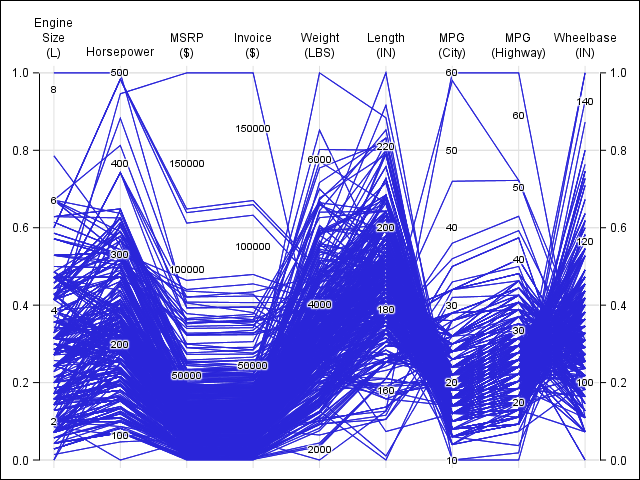 Engine Size (L)
Horsepower
MSRP ($)
Invoice ($)
Weight (LBS)
Length (IN)
MPG (City)
MPG (Highway)
Wheelbase (IN)
1.0 500 60 1.0
8 140
150000 60
0.8 50 0.8
220
400 150000 6000
50
6 0.6 0.6
200 40
100000 120
300 100000 40
4 0.4 4000 180 30 0.4
30
200
50000 50000
0.2 160 20 100 0.2
20
2
100
2000
0.0 10 0.0